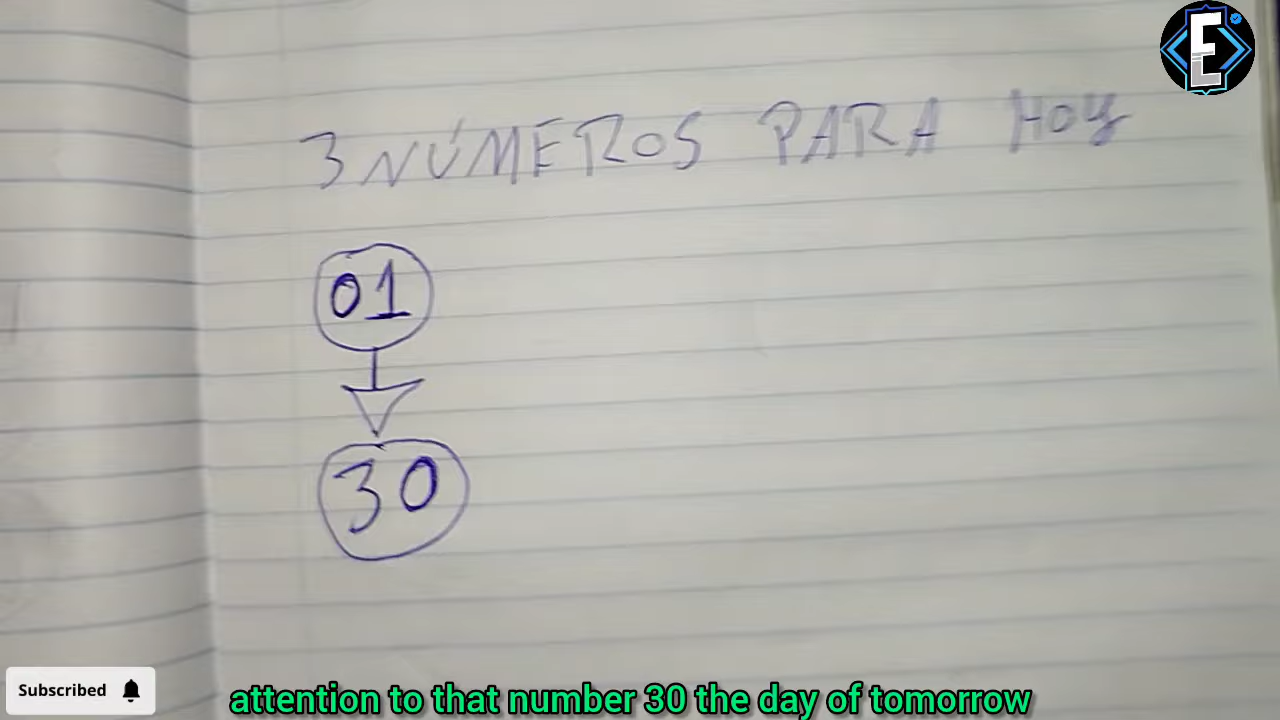 E
3 NÚMEROS PARA HOY
01
30
Subscribed
attention to that number 30 the day of tomorrow